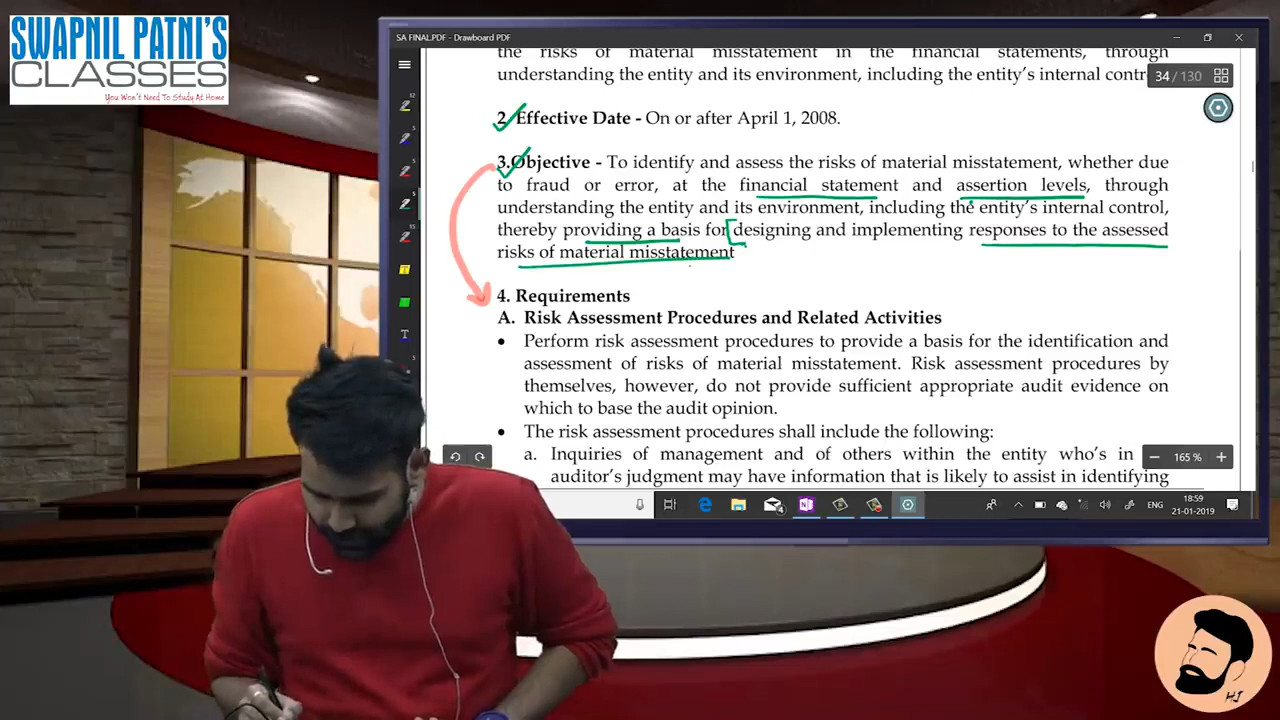 SWAPNIL PATNI'S
CLASSES
You Won't Need To Study At Home
SA FINAL.PDF - Drawboard PDF
the risks of material misstatement in the financial statements, through
understanding the entity and its environment, including the entity's internal contr
34 / 130
2. Effective Date - On or after April 1, 2008.
3.Objective - To identify and assess the risks of material misstatement, whether due
to fraud or error, at the financial statement and assertion levels, through
understanding the entity and its environment, including the entity's internal control,
thereby providing a basis for designing and implementing responses to the assessed
risks of material misstatement
4. Requirements
A. Risk Assessment Procedures and Related Activities
• Perform risk assessment procedures to provide a basis for the identification and
assessment of risks of material misstatement. Risk assessment procedures by
themselves, however, do not provide sufficient appropriate audit evidence on
which to base the audit opinion.
• The risk assessment procedures shall include the following:
a. Inquiries of management and of others within the entity who's in
auditor's judgment may have information that is likely to assist in identifying
165 %
ENG
18:59
21-01-2019
HJ